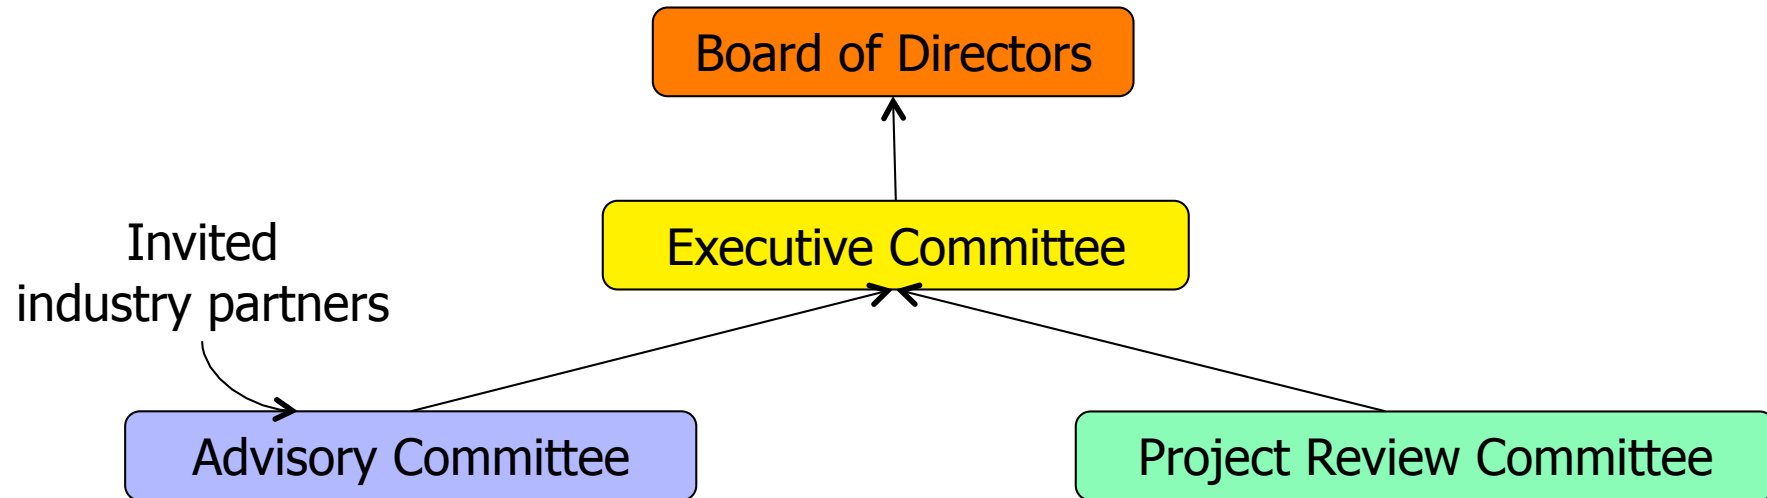 Board of Directors
Executive Committee
Invited
industry partners
Advisory Committee
Project Review Committee